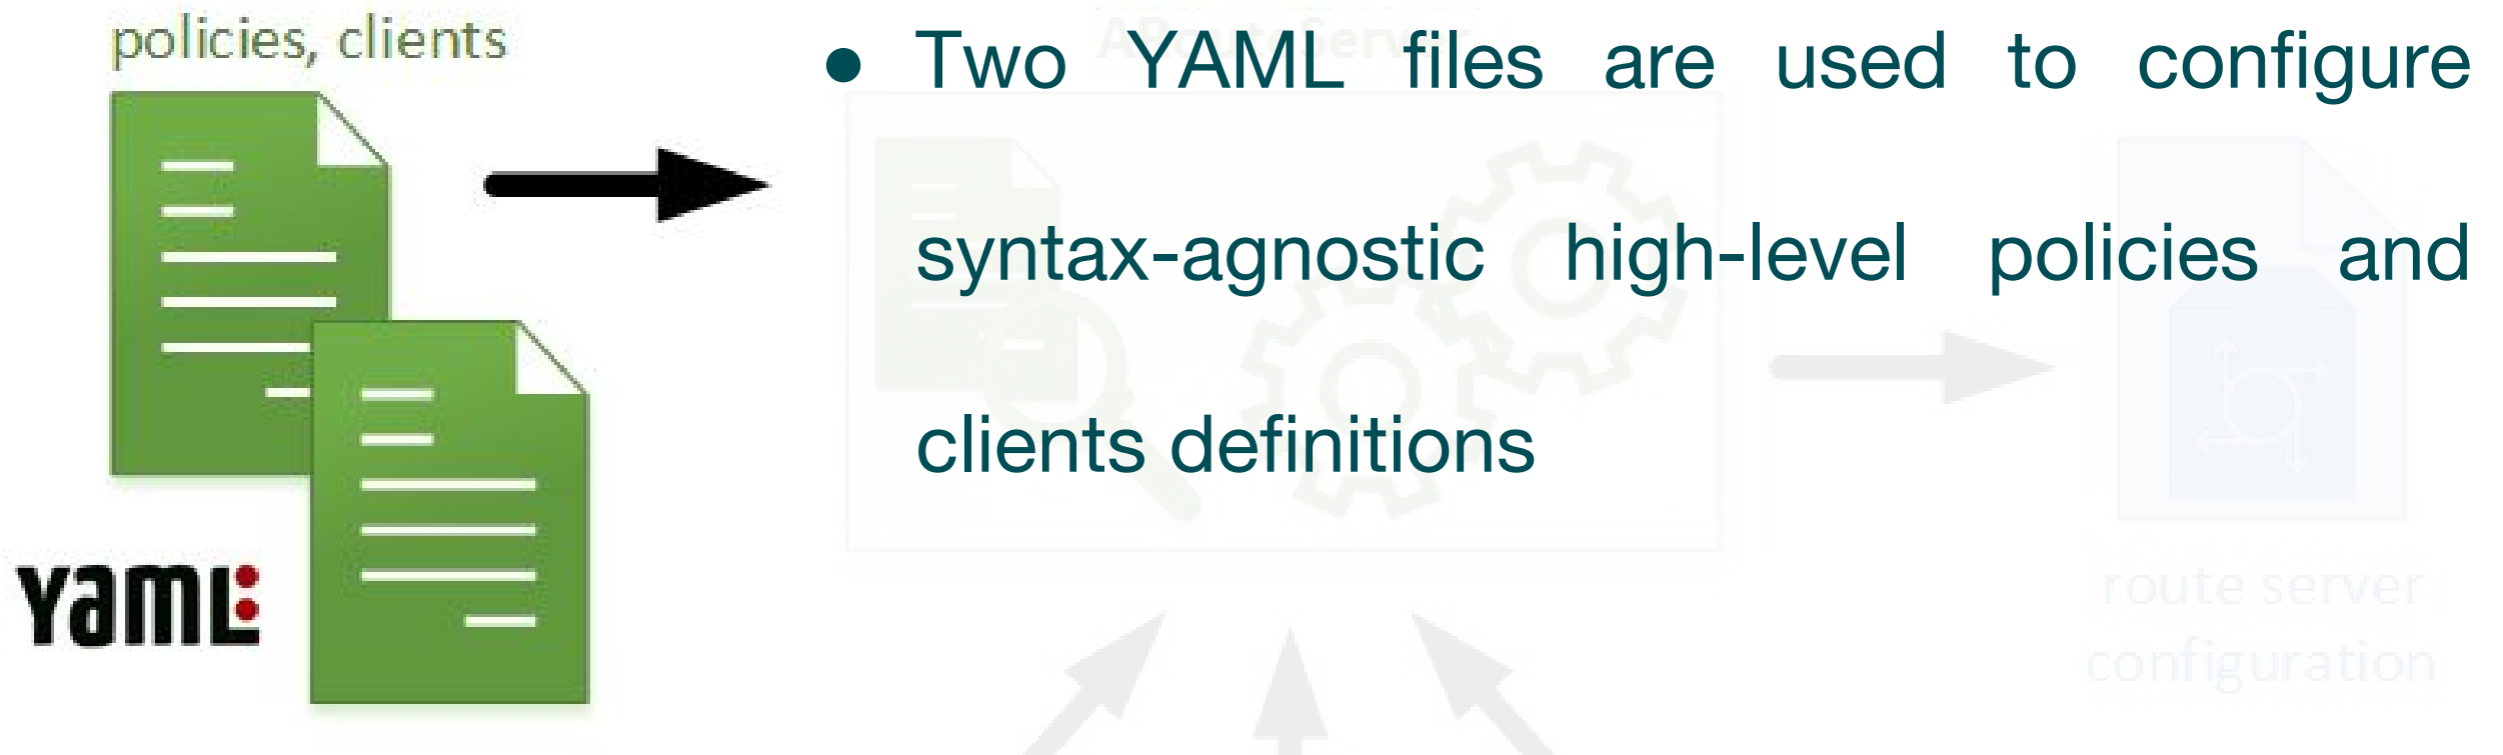 policies, clients
ARouteServer
● Two YAML files are used to configure
syntax-agnostic high-level policies and
clients definitions
YAML:
route server
configuration